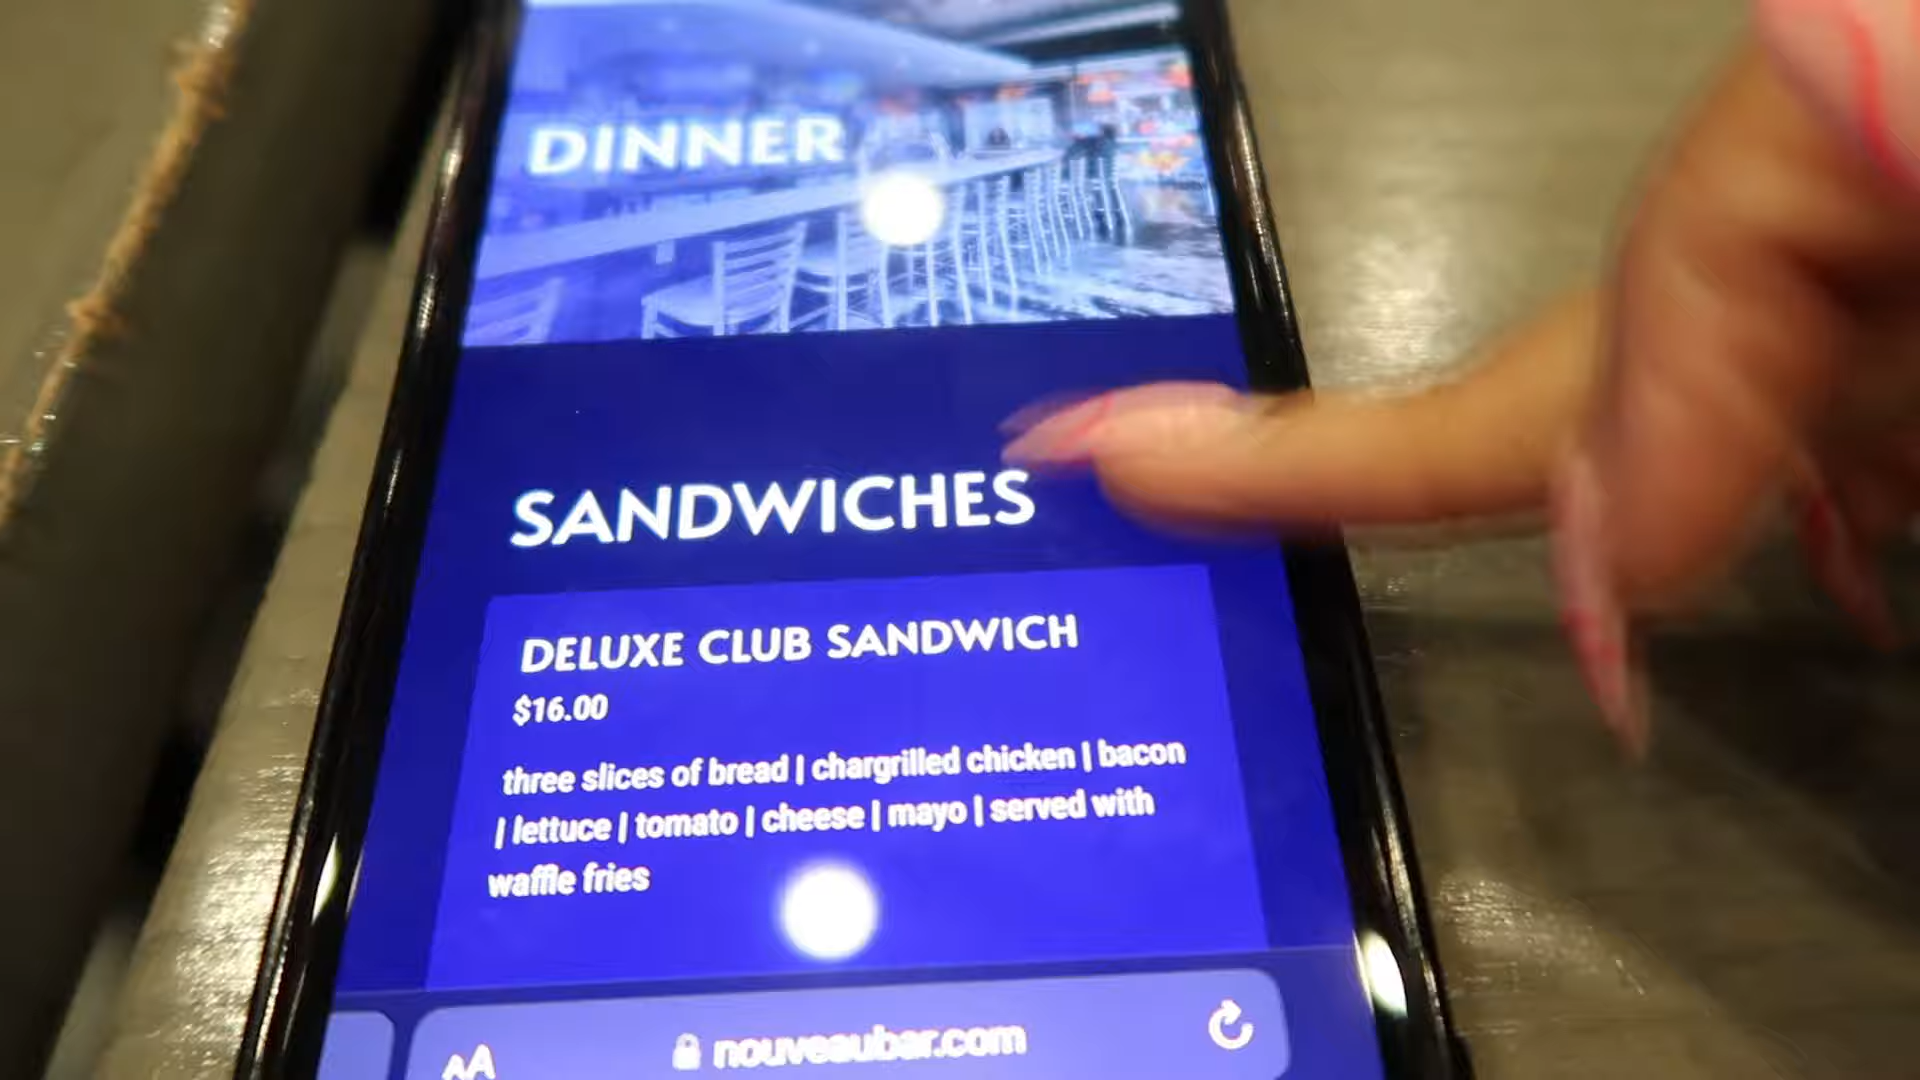 DINNER
SANDWICHES
DELUXE CLUB SANDWICH
$16.00
three slices of bread | chargrilled chicken | bacon
| lettuce | tomato | cheese | mayo | served with
waffle fries
AA nouveaubar.com